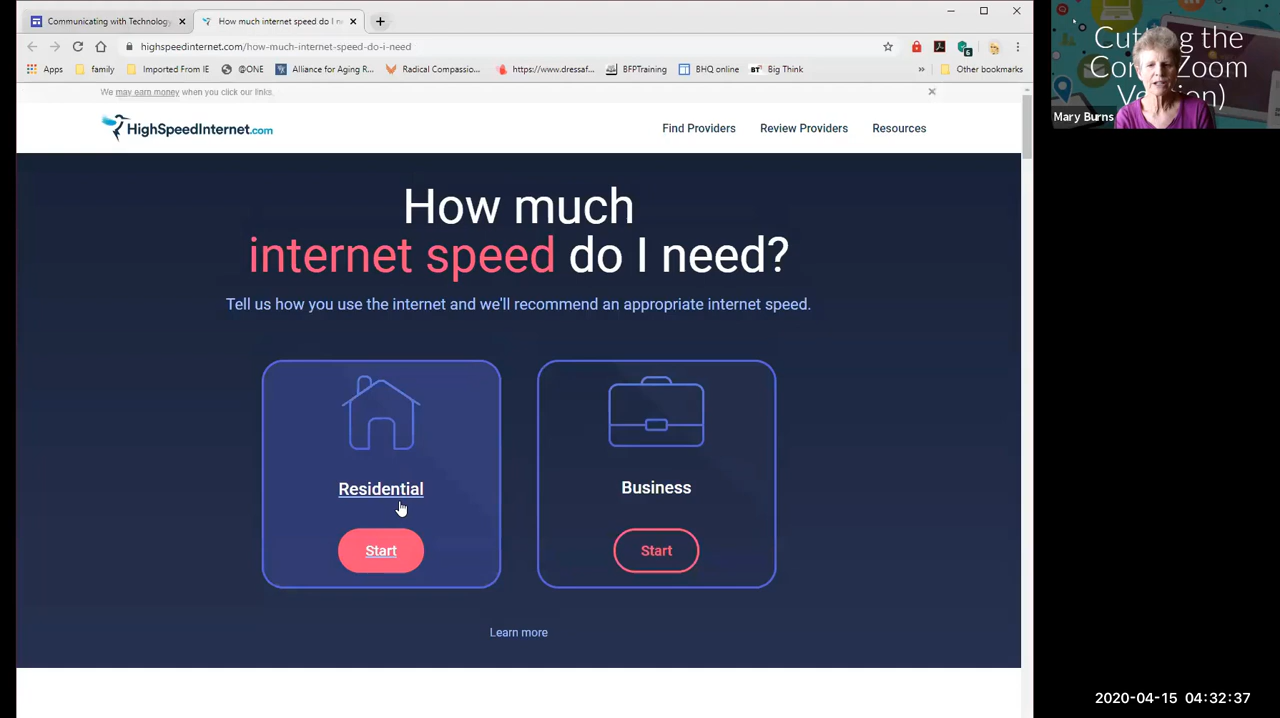 Communicating with Technology
How much internet speed do I n
highspeedinternet.com/how-much-internet-speed-do-i-need
6
Apps
family
Imported From IE
@ONE
Alliance for Aging R...
Radical Compassio...
https://www.dressaf...
BFPTraining
BHQ online
BT
Big Think
»
Other bookmarks
We may earn money when you click our links.
HighSpeedInternet.com
Find Providers
Review Providers
Resources
How much
internet speed do I need?
Tell us how you use the internet and we'll recommend an appropriate internet speed.
Residential
Start
Business
Start
Learn more
Zoom
Mary Burns
2020-04-15 04:32:37